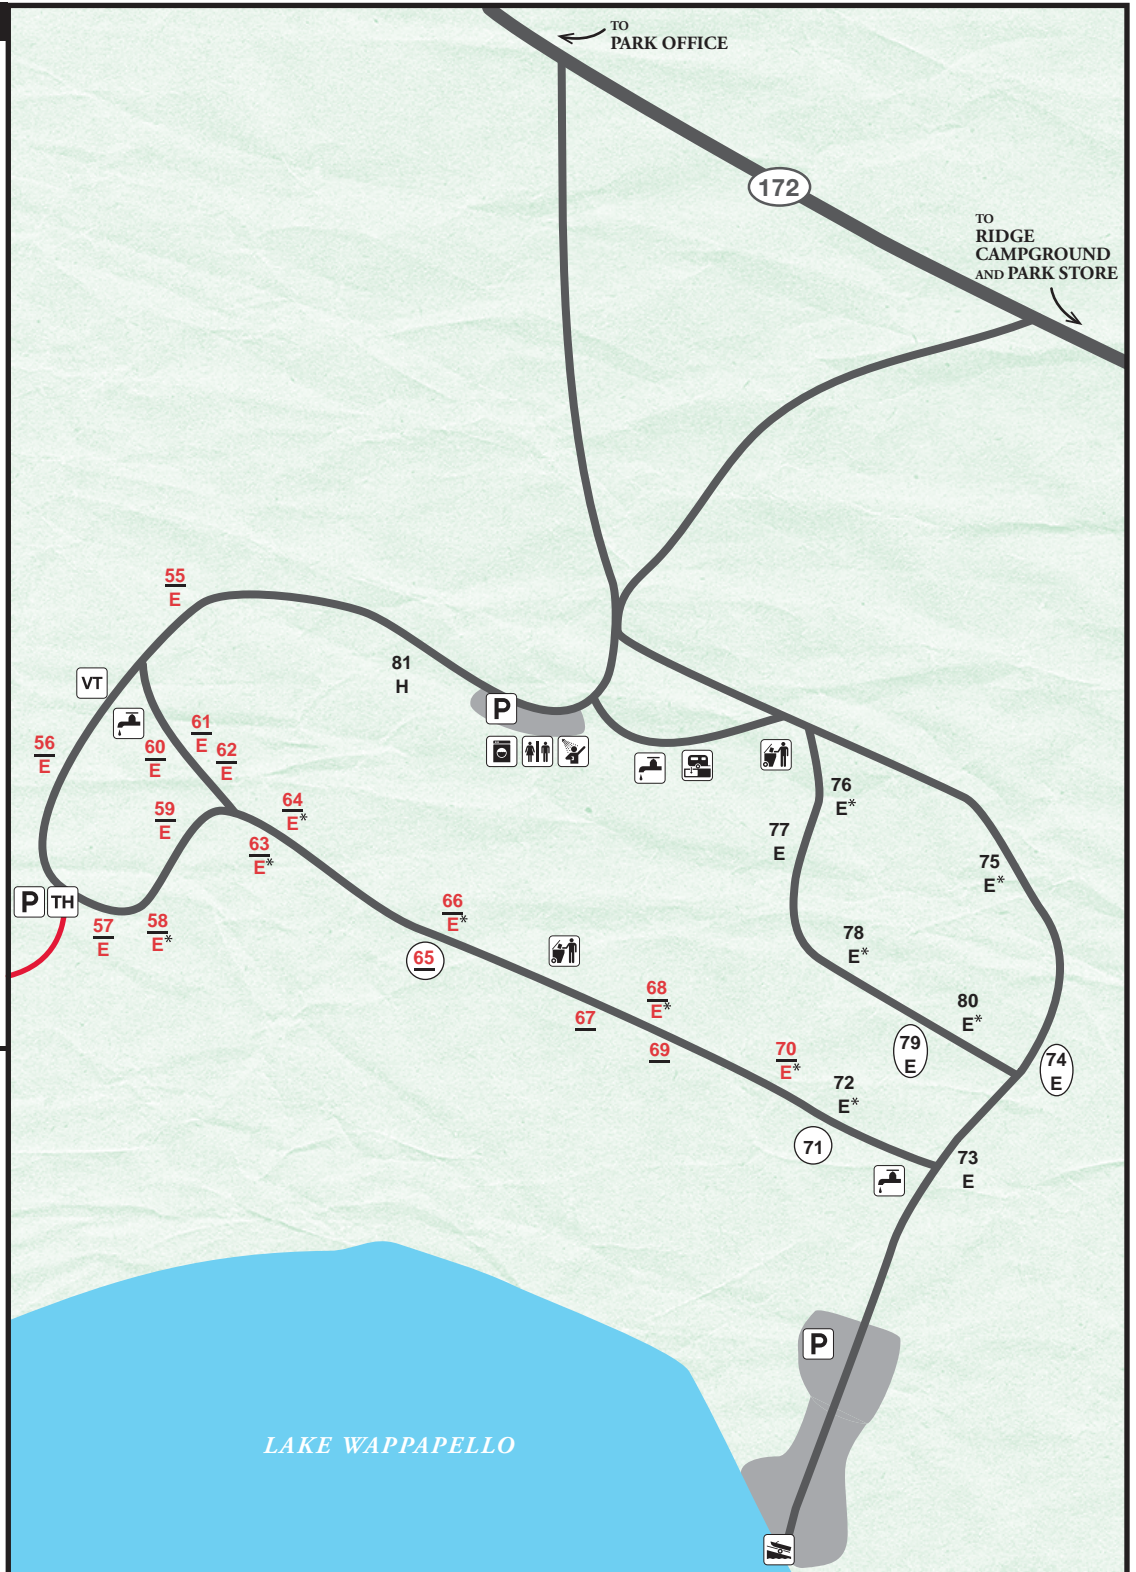 TO
PARK OFFICE
172
TO
RIDGE
CAMPGROUND
AND PARK STORE
55
E
81
H
VT
P
61
E
62
E
60
E
56
E
76
E*
64
E*
59
E
77
E
63
E*
75
E*
P
TH
66
E*
57
E
58
E*
78
E*
65
68
E*
80
E*
67
79
E
69
70
E*
74
E
72
E*
71
73
E
P
LAKE WAPPAPELLO